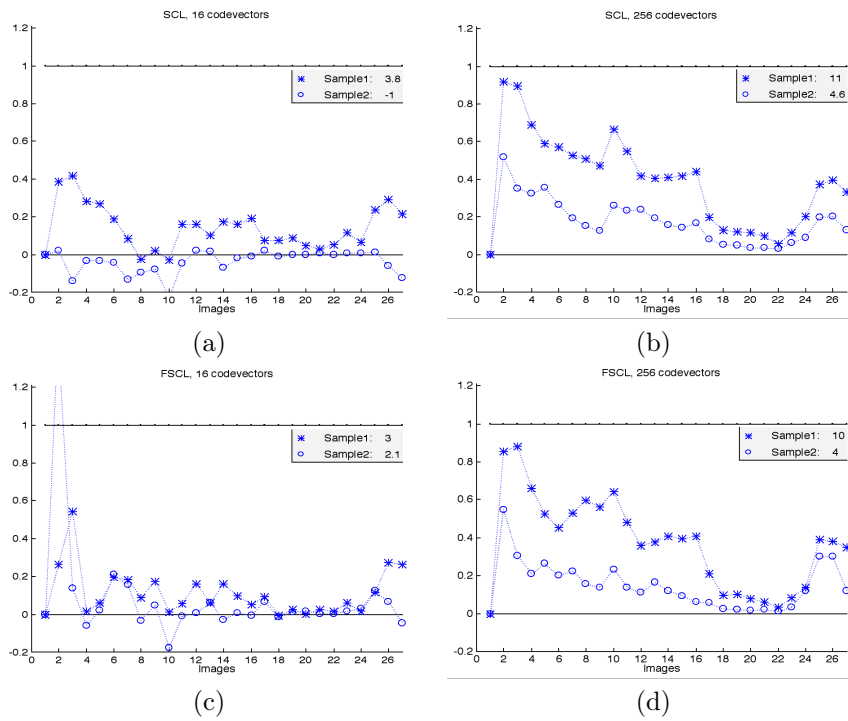 SCL, 16 codevectors
1.2
1
0.8
0.6
0.4
0.2
0
-0.2
Sample1: 3.8
Sample2: -1
0 2 4 6 8 10 12 14 16 18 20 22 24 26
Images
(a)
SCL, 256 codevectors
1.2
1
0.8
0.6
0.4
0.2
0
-0.2
Sample1: 11
Sample2: 4.6
0 2 4 6 8 10 12 14 16 18 20 22 24 26
Images
(b)
FSCL, 16 codevectors
1.2
1
0.8
0.6
0.4
0.2
0
-0.2
Sample1: 3
Sample2: 2.1
0 2 4 6 8 10 12 14 16 18 20 22 24 26
Images
(c)
FSCL, 256 codevectors
1.2
1
0.8
0.6
0.4
0.2
0
-0.2
Sample1: 10
Sample2: 4
0 2 4 6 8 10 12 14 16 18 20 22 24 26
Images
(d)